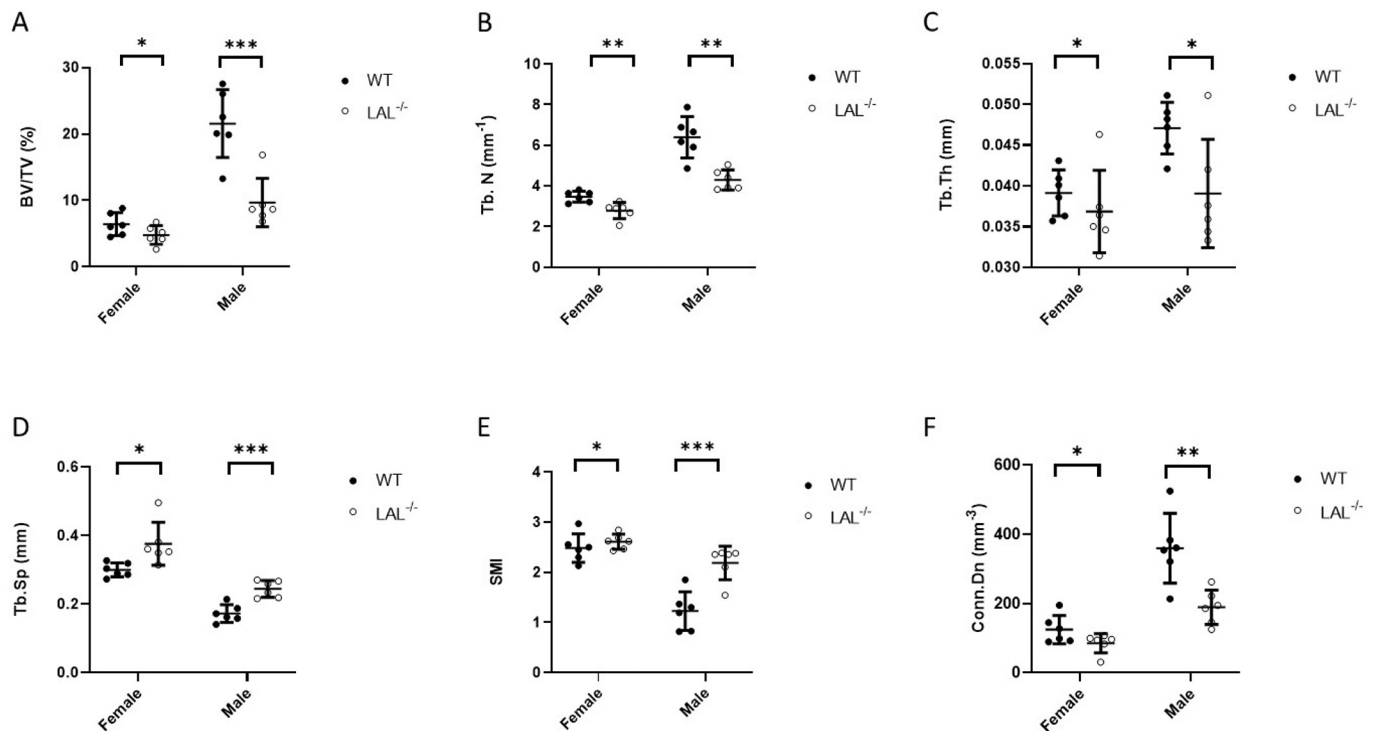 A
* ***
BV/TV (%)
30
20
10
0
Female Male
WT
LAL-/-
B
** **
Tb. N (mm-1)
10
8
6
4
2
0
Female Male
WT
LAL-/-
C
* *
Tb.Th (mm)
0.055
0.050
0.045
0.040
0.035
0.030
Female Male
WT
LAL-/-
D
* ***
Tb.Sp (mm)
0.6
0.4
0.2
0.0
Female Male
WT
LAL-/-
E
* ***
SMI
4
3
2
1
0
Female Male
WT
LAL-/-
F
* **
Conn.Dn (mm-3)
600
400
200
0
Female Male
WT
LAL-/-